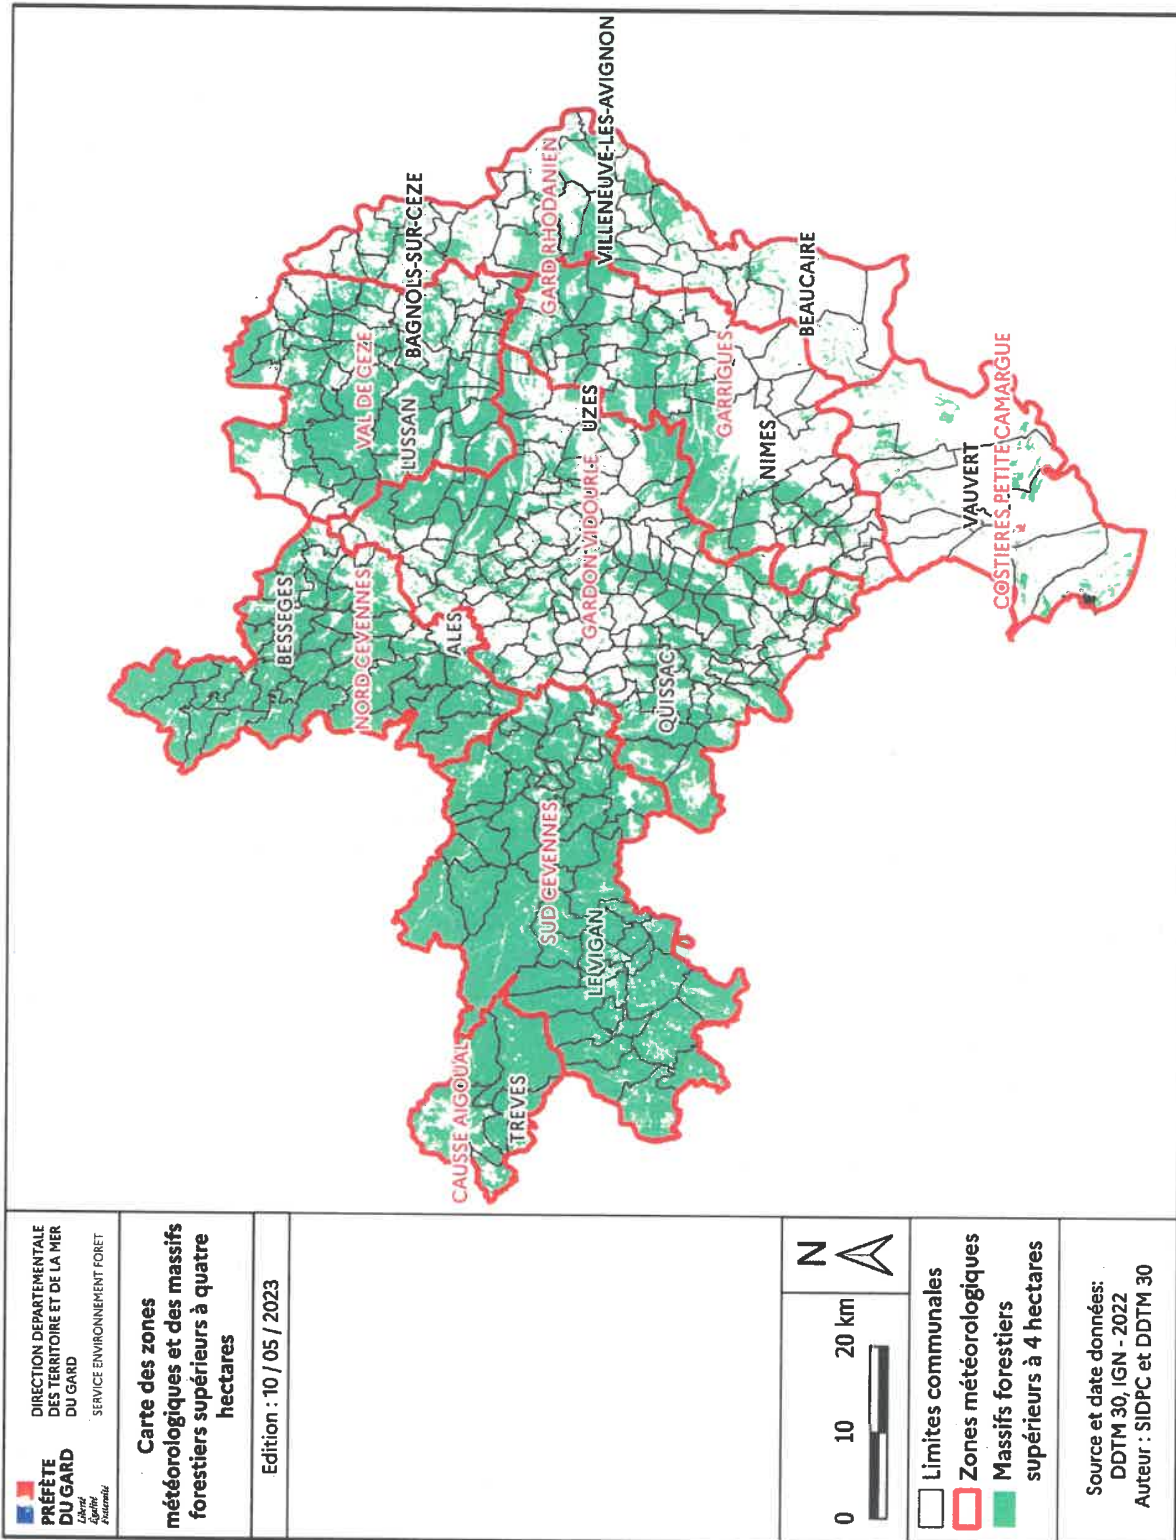 PRÉFÈTE
DU GARD
Liberté
Égalité
Fraternité
DIRECTION DEPARTEMENTALE
DES TERRITOIRE ET DE LA MER
DU GARD
SERVICE ENVIRONNEMENT FORET
Carte des zones
météorologiques et des massifs
forestiers supérieurs à quatre
hectares
Edition : 10 / 05 / 2023
N
0 10 20 km
Limites communales
Zones météorologiques
Massifs forestiers
supérieurs à 4 hectares
Source et date données:
DDTM 30, IGN - 2022
Auteur : SIDPC et DDTM 30
BESSEGES
NORD CEVENNES
VAL DE CEZE
BAGNOLS-SUR-CEZE
LUSSAN
ALES
CAUSSE AIGOUAL
TREVES
SUD CEVENNES
LE VIGAN
GARD RHODANIEN
UZES
GARDON VIDOURLE
VILLENEUVE-LES-AVIGNON
QUISSAC
GARRIGUES
NIMES
BEAUCAIRE
VAUVERT
COSTIERES PETITE CAMARGUE